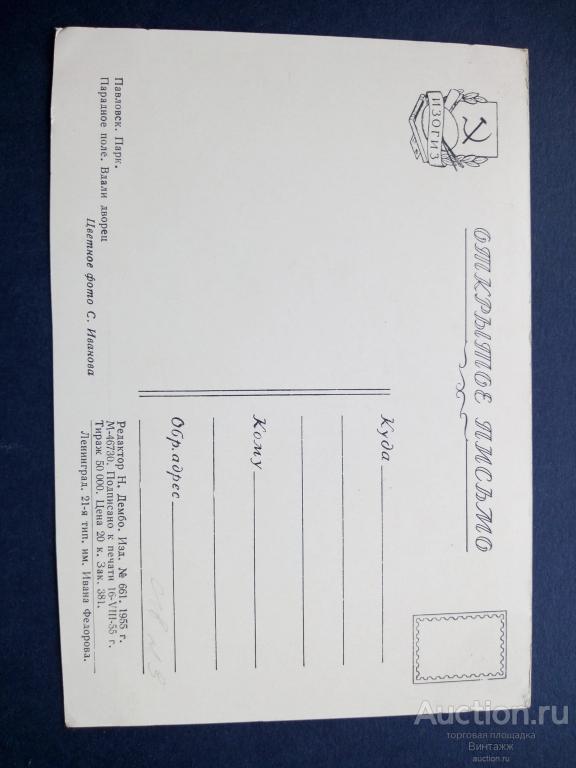 ИЗОГИЗ
ОТКРЫТОЕ ПИСЬМО
Куда
Кому
Обр. адрес
Павловск. Парк.
Парадное поле. Вдали дворец
Цветное фото С. Иванова
Редактор Н. Дембо. Изд. № 661. 1955 г.
М-46730. Подписано к печати 16-VIII-55 г.
Тираж 50 000. Цена 20 к. Зак. 381.
Ленинград. 21-я тип. им. Ивана Федорова.
Auction.ru
торговая площадка
Винтажж
auction.ru